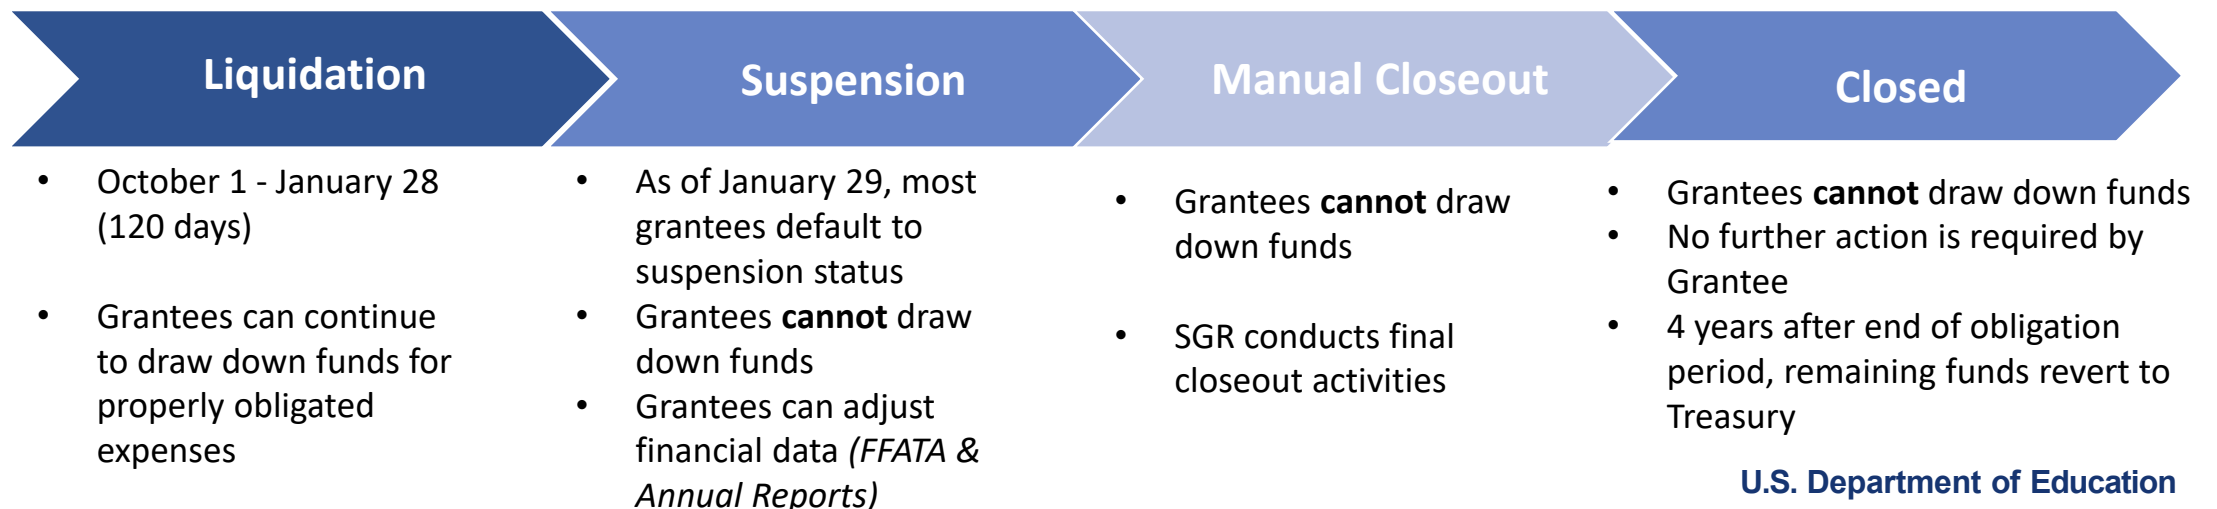 Liquidation
• October 1 - January 28
(120 days)
• Grantees can continue
to draw down funds for
properly obligated
expenses
Suspension
• As of January 29, most
grantees default to
suspension status
• Grantees cannot draw
down funds
• Grantees can adjust
financial data (FFATA &
Annual Reports)
Manual Closeout
• Grantees cannot draw
down funds
• SGR conducts final
closeout activities
Closed
• Grantees cannot draw down funds
• No further action is required by
Grantee
• 4 years after end of obligation
period, remaining funds revert to
Treasury
U.S. Department of Education